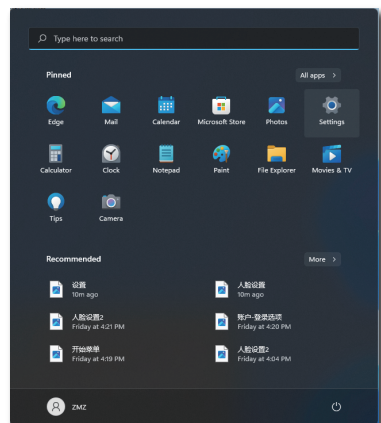 Type here to search
Pinned
All apps >
Edge Mail Calendar Microsoft Store Photos Settings
Calculator Clock Notepad Paint File Explorer Movies & TV
Tips Camera
Recommended
More >
设置 人脸设置
10m ago 10m ago
人脸设置2 账户-登录选项
Friday at 4:21 PM Friday at 4:20 PM
开始菜单 人脸设置2
Friday at 4:19 PM Friday at 4:04 PM
ZMZ